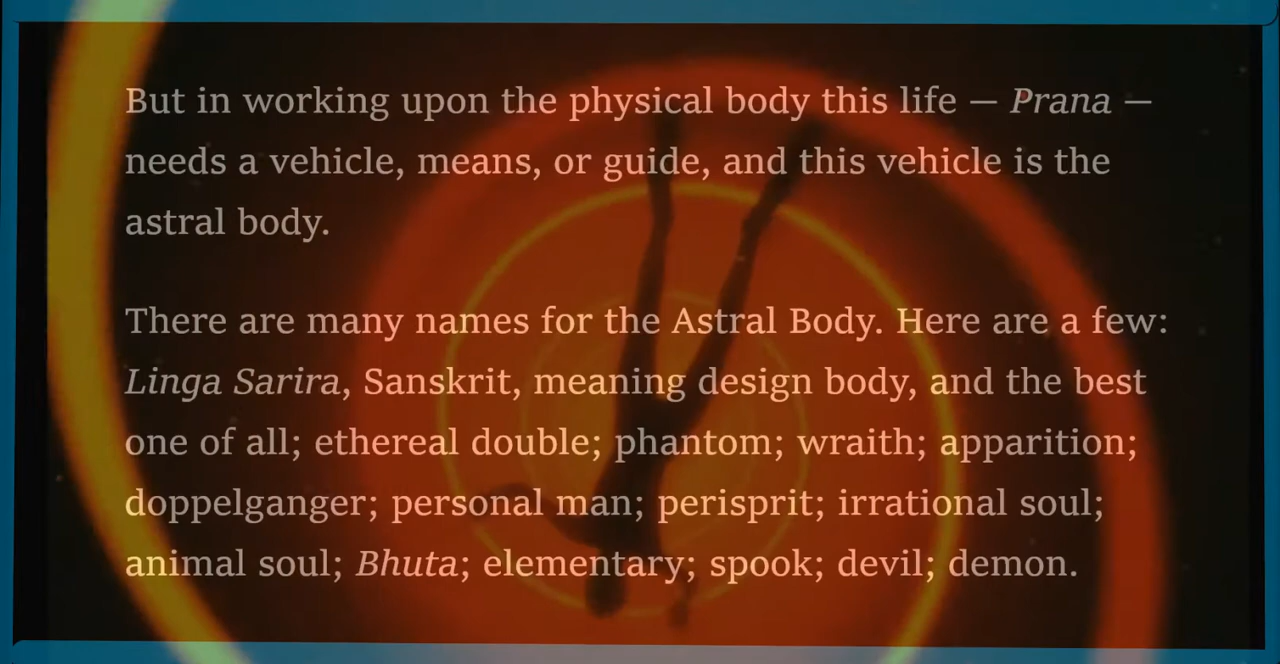 But in working upon the physical body this life — Prana —
needs a vehicle, means, or guide, and this vehicle is the
astral body.
There are many names for the Astral Body. Here are a few:
Linga Sarira, Sanskrit, meaning design body, and the best
one of all; ethereal double; phantom; wraith; apparition;
doppelganger; personal man; perisprit; irrational soul;
animal soul; Bhuta; elementary; spook; devil; demon.